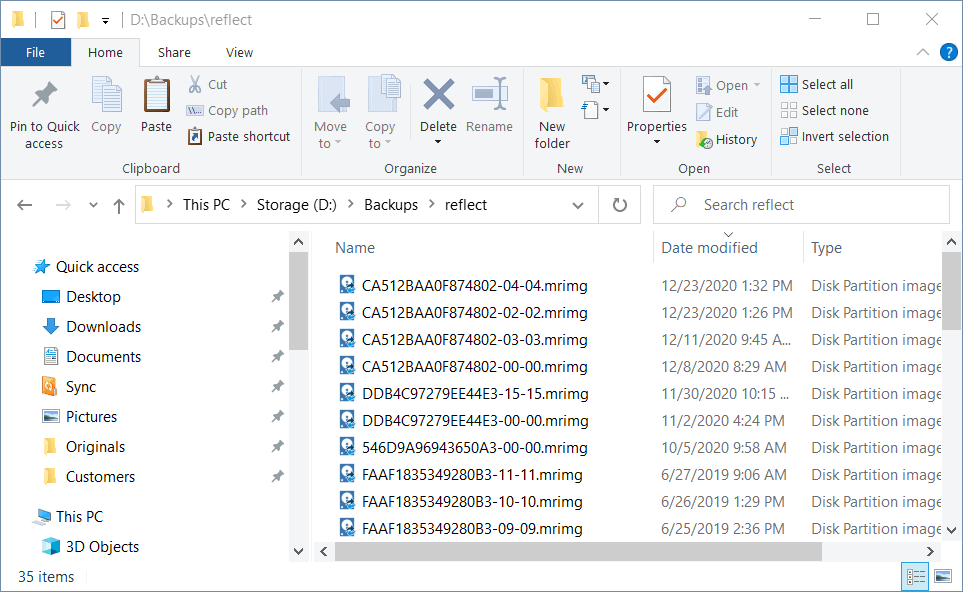 D:\Backups\reflect
File Home Share View
Pin to Quick access
Copy
Paste
Cut
Copy path
Paste shortcut
Clipboard
Move to
Copy to
Delete
Rename
Organize
New folder
New
Properties
Open
Edit
History
Open
Select all
Select none
Invert selection
Select
This PC > Storage (D:) > Backups > reflect
Search reflect
Quick access
Desktop
Downloads
Documents
Sync
Pictures
Originals
Customers
This PC
3D Objects
Name Date modified Type
CA512BAA0F874802-04-04.mrimg 12/23/2020 1:32 PM Disk Partition image
CA512BAA0F874802-02-02.mrimg 12/23/2020 1:26 PM Disk Partition image
CA512BAA0F874802-03-03.mrimg 12/11/2020 9:45 A... Disk Partition image
CA512BAA0F874802-00-00.mrimg 12/8/2020 8:29 AM Disk Partition image
DDB4C97279EE44E3-15-15.mrimg 11/30/2020 10:15 ... Disk Partition image
DDB4C97279EE44E3-00-00.mrimg 11/2/2020 4:24 PM Disk Partition image
546D9A96943650A3-00-00.mrimg 10/5/2020 9:58 AM Disk Partition image
FAAF1835349280B3-11-11.mrimg 6/27/2019 9:06 AM Disk Partition image
FAAF1835349280B3-10-10.mrimg 6/26/2019 1:29 PM Disk Partition image
FAAF1835349280B3-09-09.mrimg 6/25/2019 2:36 PM Disk Partition image
35 items